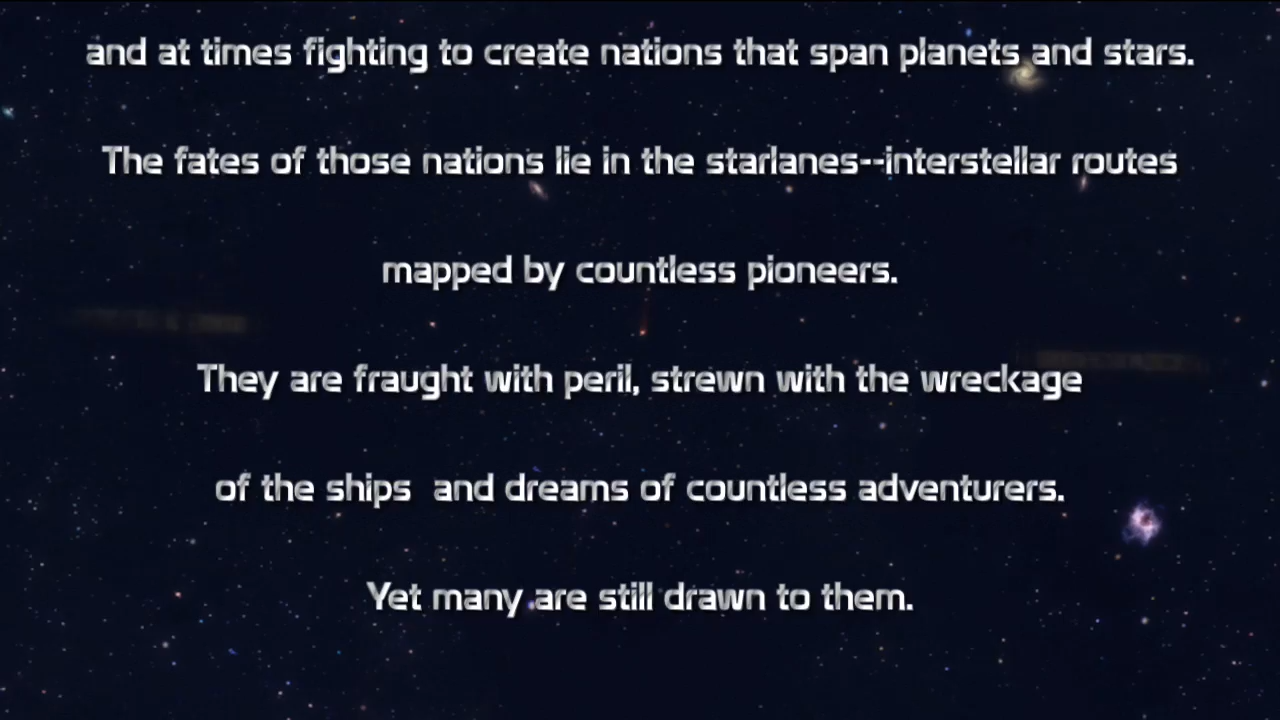 and at times fighting to create nations that span planets and stars.
The fates of those nations lie in the starlanes--interstellar routes
mapped by countless pioneers.
They are fraught with peril, strewn with the wreckage
of the ships  and dreams of countless adventurers.
Yet many are still drawn to them.